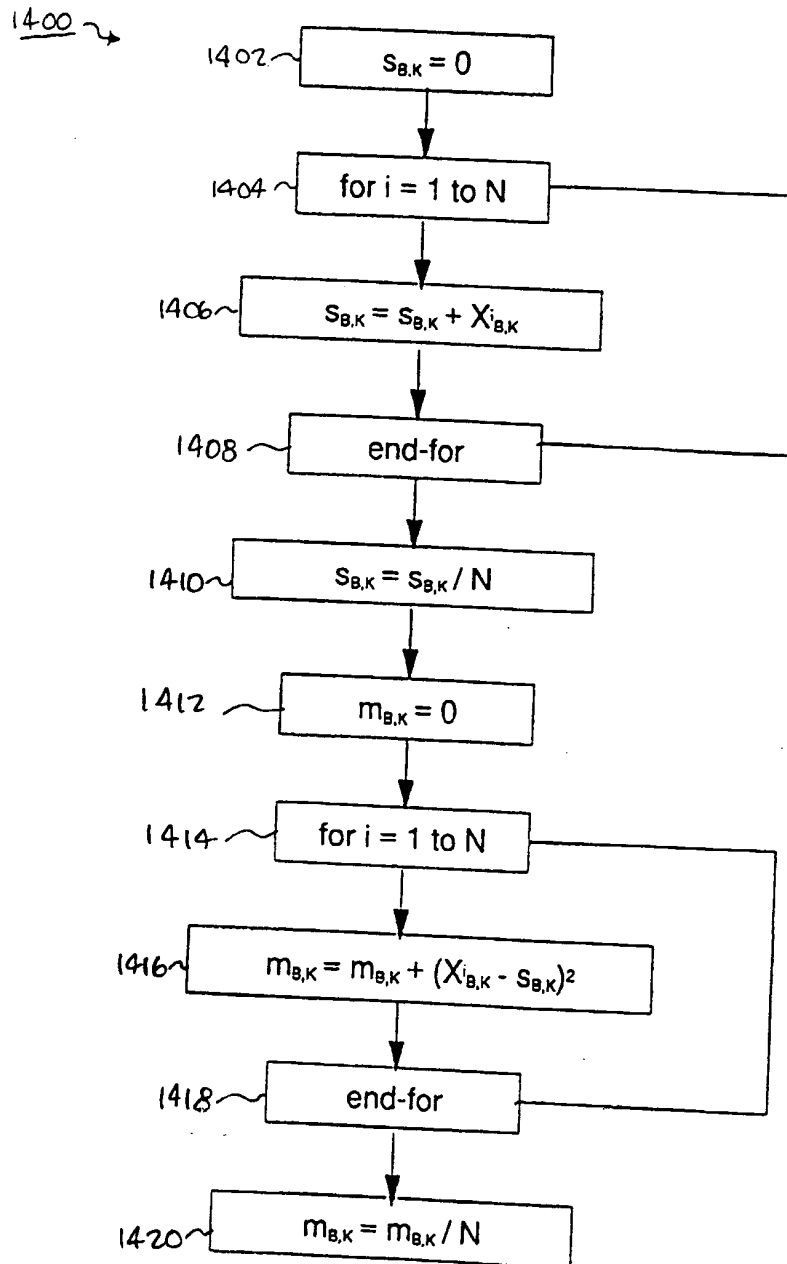 1400
1402
s_B,K = 0
1404
for i = 1 to N
1406
s_B,K = s_B,K + X^i_B,K
1408
end-for
1410
s_B,K = s_B,K / N
1412
m_B,K = 0
1414
for i = 1 to N
1416
m_B,K = m_B,K + (X^i_B,K - s_B,K)²
1418
end-for
1420
m_B,K = m_B,K / N